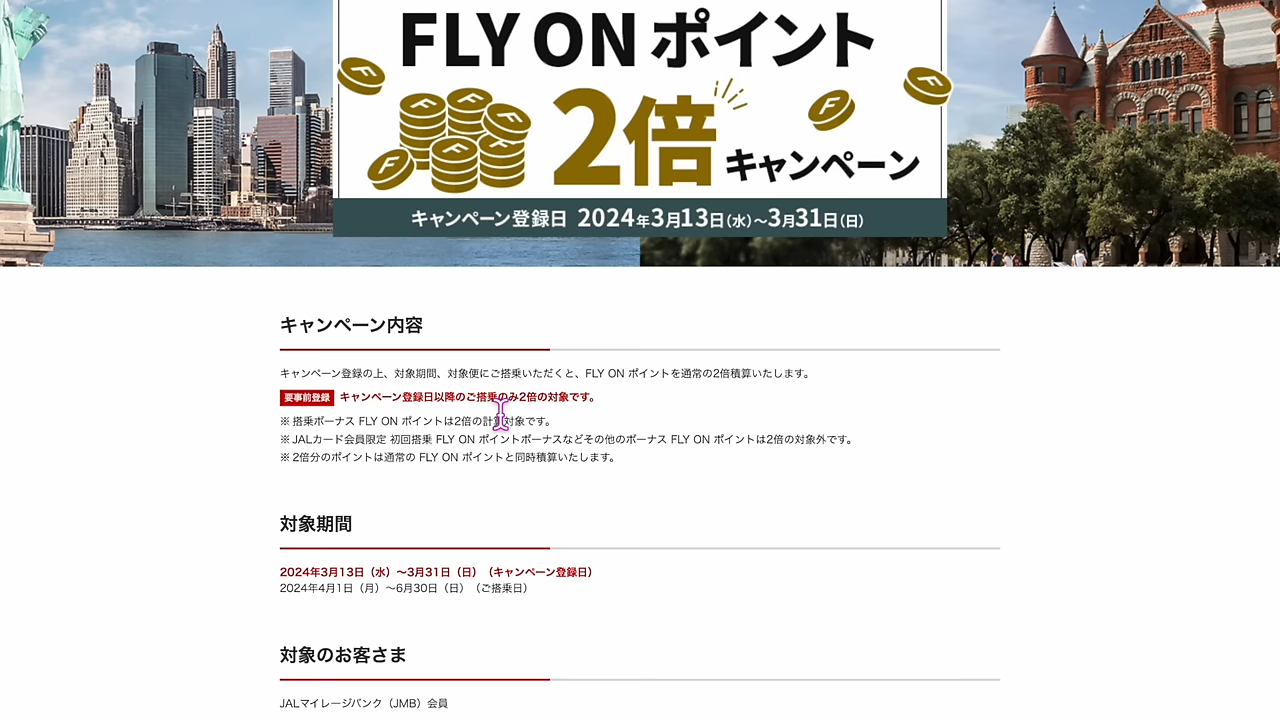 FLY ON ポイント
2倍 キャンペーン
キャンペーン登録日 2024年3月13日(水)～3月31日(日)
キャンペーン内容
キャンペーン登録の上、対象期間、対象便にご搭乗いただくと、FLY ON ポイントを通常の2倍積算いたします。
要事前登録 キャンペーン登録日以降のご搭乗のみ2倍の対象です。
※ 搭乗ボーナス FLY ON ポイントは2倍の計算対象です。
※ JALカード会員限定 初回搭乗 FLY ON ポイントボーナスなどその他のボーナス FLY ON ポイントは2倍の対象外です。
※ 2倍分のポイントは通常の FLY ON ポイントと同時積算いたします。
対象期間
2024年3月13日（水）～3月31日（日）（キャンペーン登録日）
2024年4月1日（月）～6月30日（日）（ご搭乗日）
対象のお客さま
JALマイレージバンク（JMB）会員